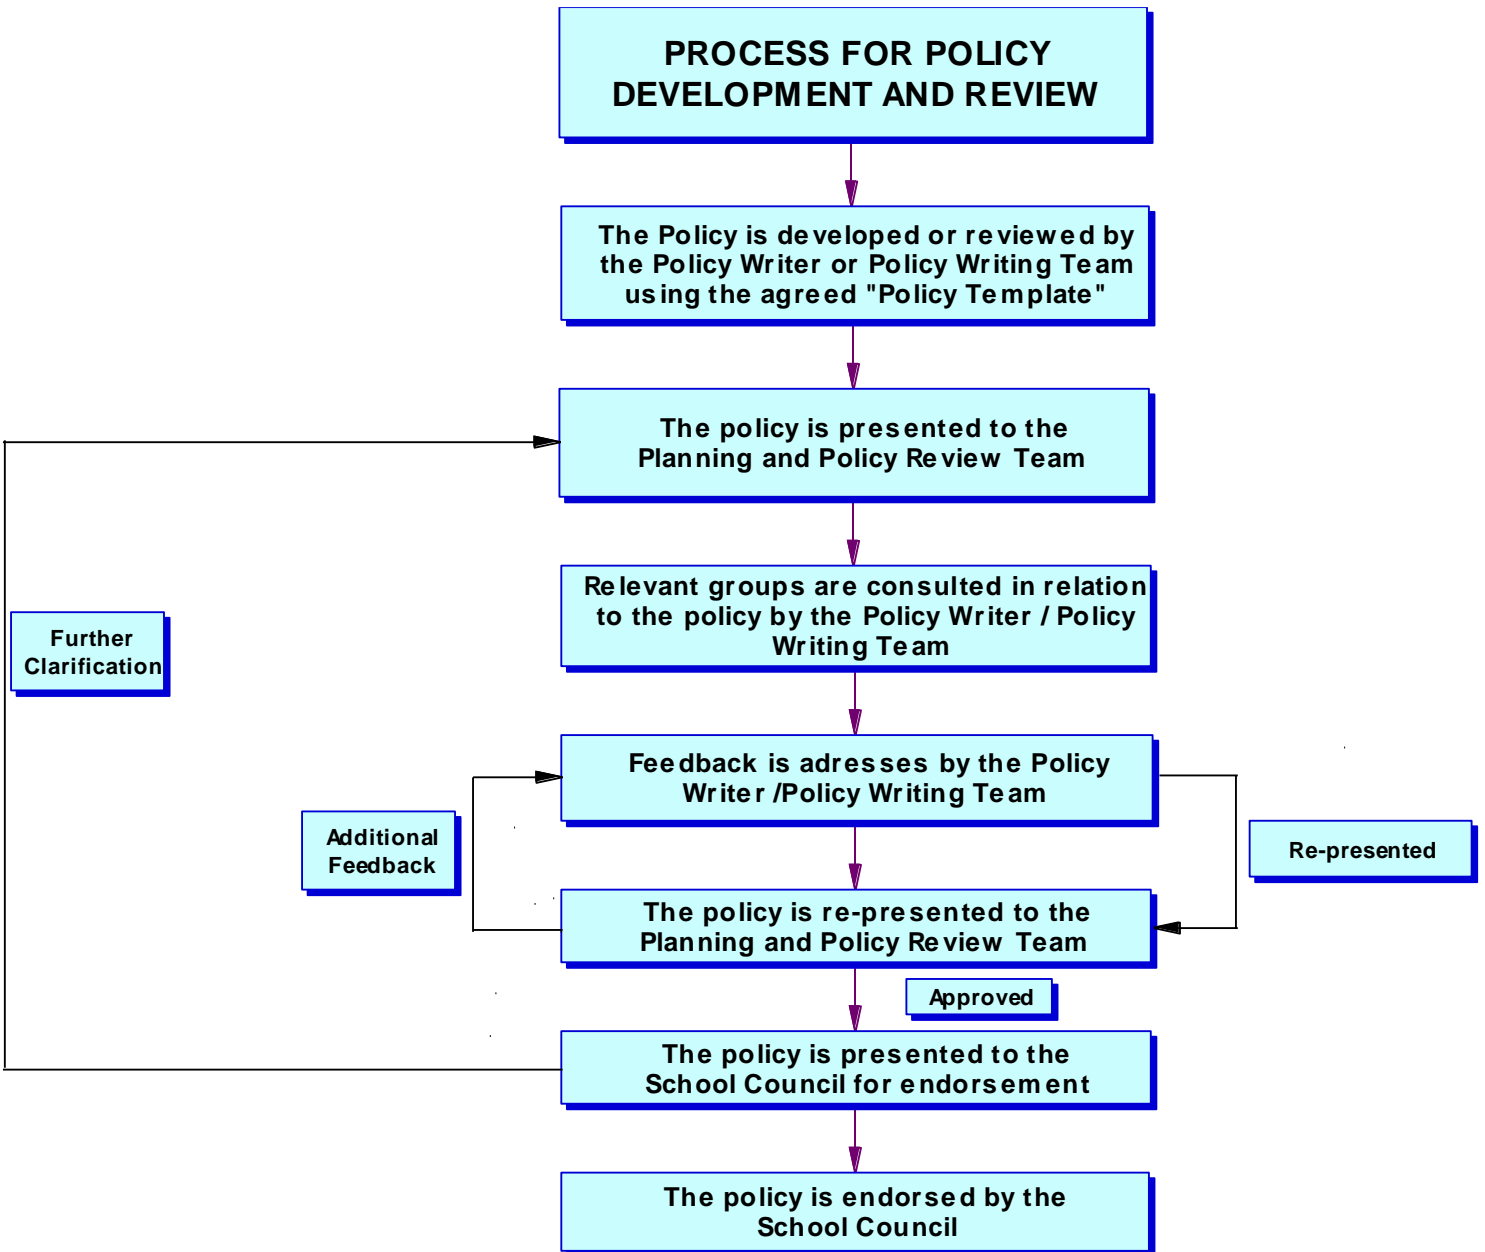 PROCESS FOR POLICY
DEVELOPMENT AND REVIEW
The Policy is developed or reviewed by
the Policy Writer or Policy Writing Team
using the agreed "Policy Template"
The policy is presented to the
Planning and Policy Review Team
Relevant groups are consulted in relation
to the policy by the Policy Writer / Policy
Writing Team
Further
Clarification
Feedback is adresses by the Policy
Writer /Policy Writing Team
Additional
Feedback
Re-presented
The policy is re-presented to the
Planning and Policy Review Team
Approved
The policy is presented to the
School Council for endorsement
The policy is endorsed by the
School Council